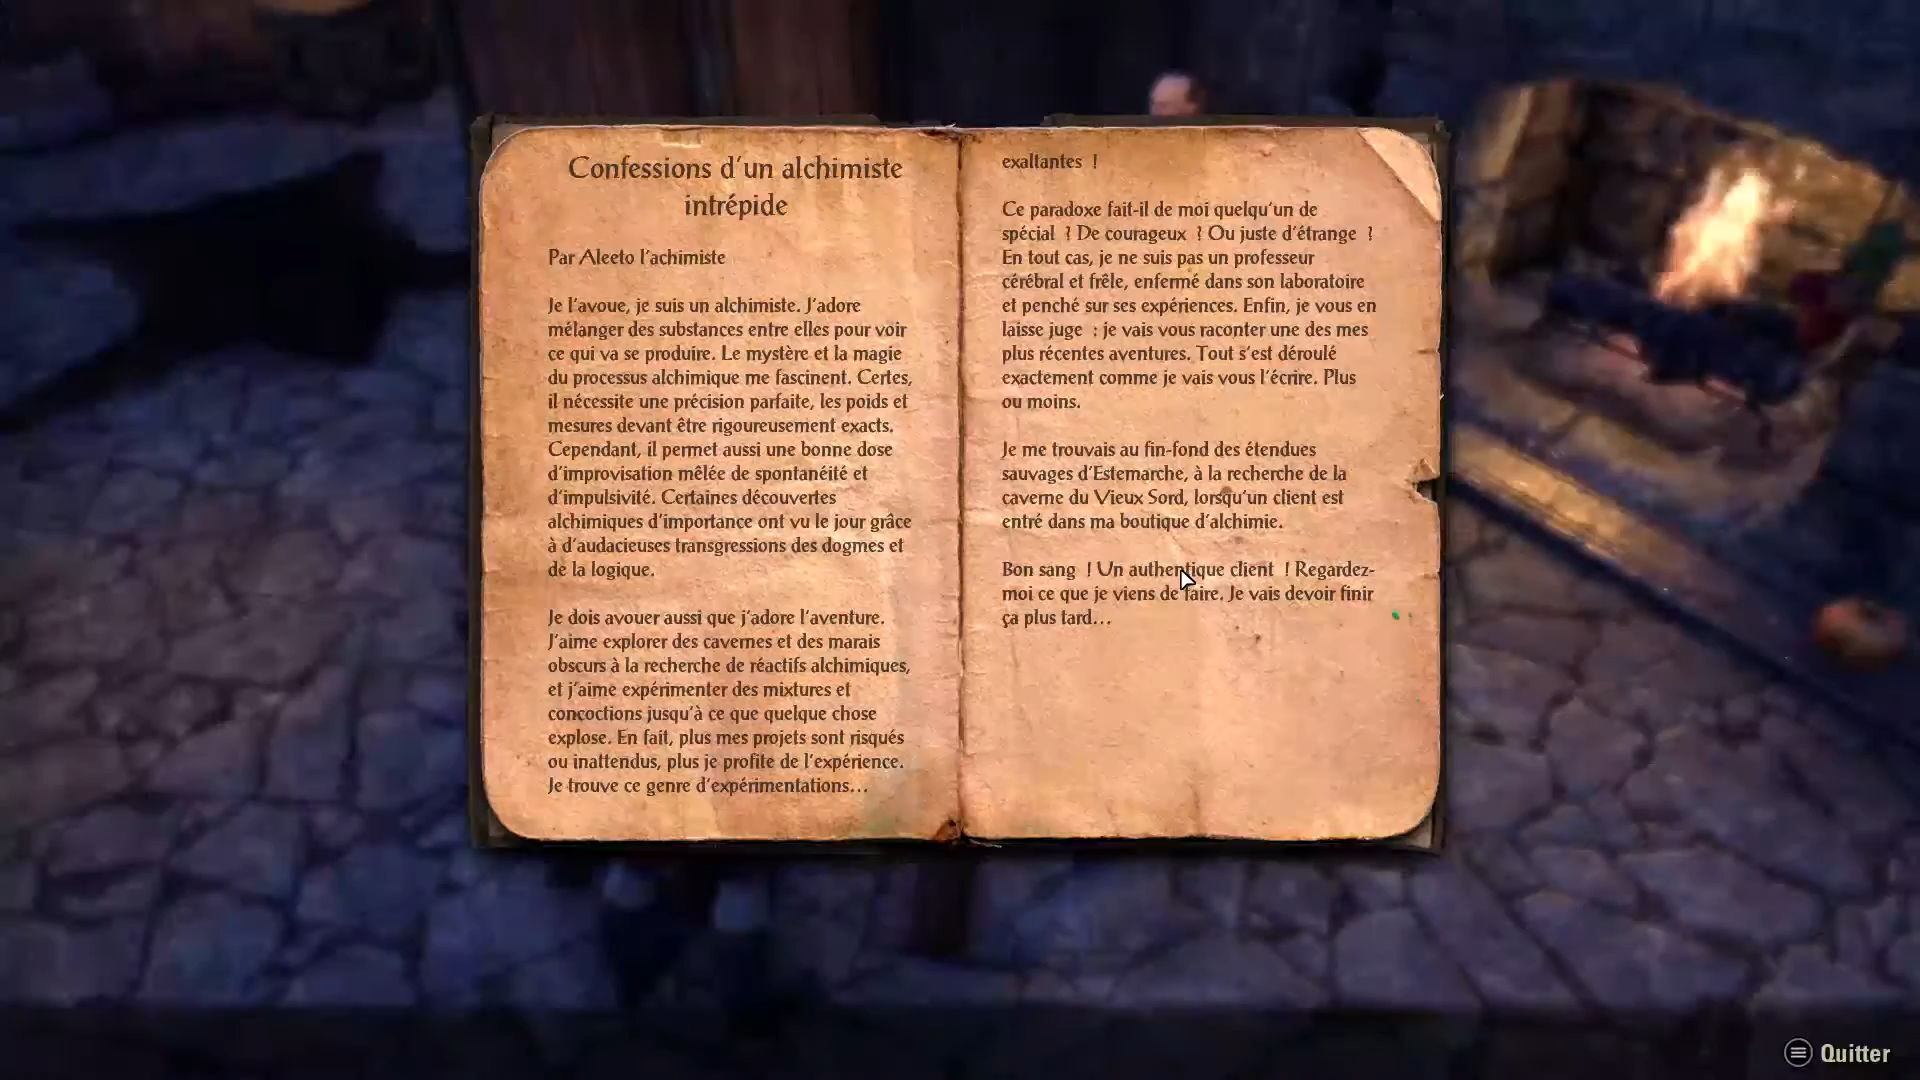 Confessions d'un alchimiste
intrépide
Par Aleeto l'achimiste
Je l'avoue, je suis un alchimiste. J'adore
mélanger des substances entre elles pour voir
ce qui va se produire. Le mystère et la magie
du processus alchimique me fascinent. Certes,
il nécessite une précision parfaite, les poids et
mesures devant être rigoureusement exacts.
Cependant, il permet aussi une bonne dose
d'improvisation mêlée de spontanéité et
d'impulsivité. Certaines découvertes
alchimiques d'importance ont vu le jour grâce
à d'audacieuses transgressions des dogmes et
de la logique.
Je dois avouer aussi que j'adore l'aventure.
J'aime explorer des cavernes et des marais
obscurs à la recherche de réactifs alchimiques,
et j'aime expérimenter des mixtures et
concoctions jusqu'à ce que quelque chose
explose. En fait, plus mes projets sont risqués
ou inattendus, plus je profite de l'expérience.
Je trouve ce genre d'expérimentations…
exaltantes !
Ce paradoxe fait-il de moi quelqu'un de
spécial ? De courageux ? Ou juste d'étrange ?
En tout cas, je ne suis pas un professeur
cérébral et frêle, enfermé dans son laboratoire
et penché sur ses expériences. Enfin, je vous en
laisse juge : je vais vous raconter une des mes
plus récentes aventures. Tout s'est déroulé
exactement comme je vais vous l'écrire. Plus
ou moins.
Je me trouvais au fin-fond des étendues
sauvages d'Estemarche, à la recherche de la
caverne du Vieux Sord, lorsqu'un client est
entré dans ma boutique d'alchimie.
Bon sang ! Un authentique client ! Regardez-
moi ce que je viens de faire. Je vais devoir finir
ça plus tard…
Quitter